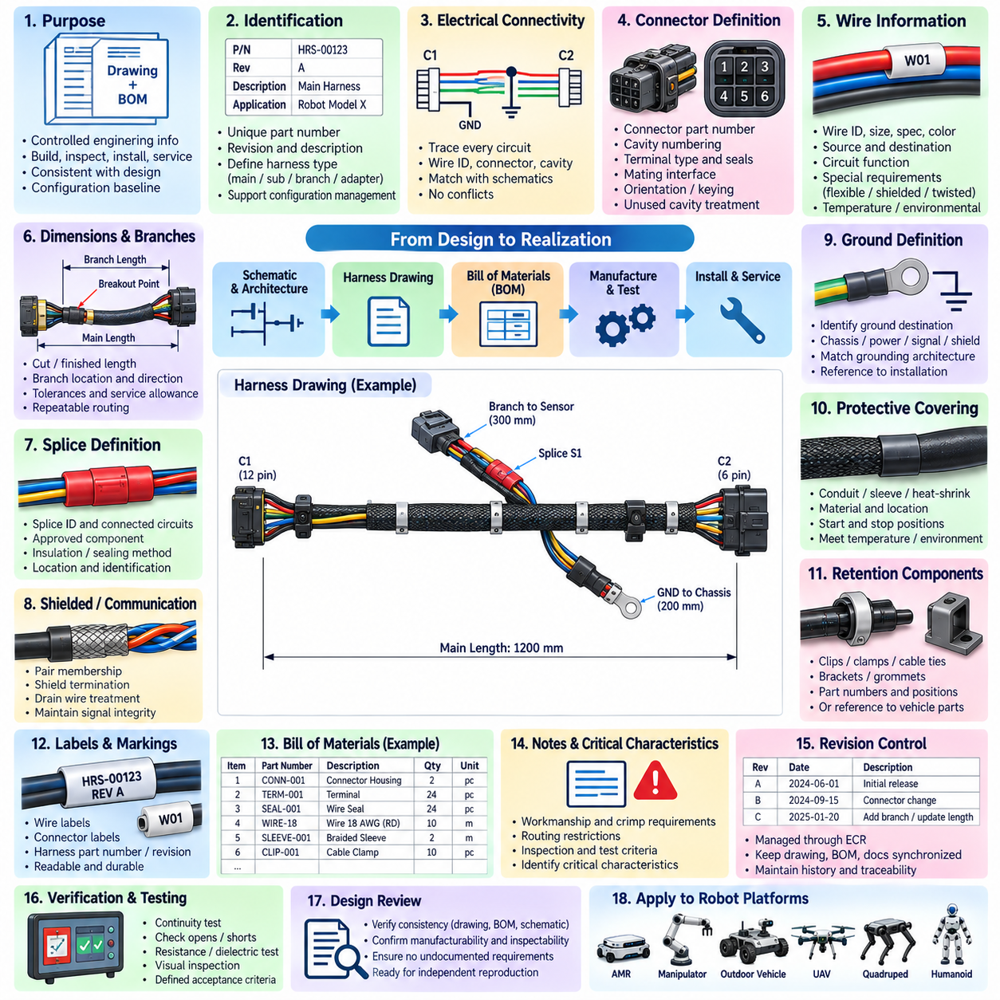 1. Purpose
Drawing
+
BOM
• Controlled enginering info
• Build, inspect, install, service
• Consistent with design
• Configuration baseline
2. Identification
P/N HRS-00123
Rev A
Description Main Harness
Application Robot Model X
• Unique part number
• Revision and description
• Define harness type
(main / sub / branch / adapter)
• Support configuration management
3. Electrical Connectivity
C1 C2
GND
• Trace every circuit
• Wire ID, connector, cavity
• Match with schematics
• No conflicts
4. Connector Definition
1 2 3
4 5 6
• Connector part number
• Cavity numbering
• Terminal type and seals
• Mating interface
• Orientation / keying
• Unused cavity treatment
5. Wire Information
W01
• Wire ID, size, spec, color
• Source and destination
• Circuit function
• Special requirements
(flexible / shielded / twisted)
• Temperature / environmental
6. Dimensions & Branches
Branch Length
Breakout Point
Main Length
• Cut / finished length
• Branch location and direction
• Tolerances and service allowance
• Repeatable routing
From Design to Realization
Schematic
& Architecture
Harness Drawing
Bill of Materials
(BOM)
Manufacture
& Test
Install & Service
9. Ground Definition
• Identify ground destination
• Chassis / power / signal / shield
• Match grounding architecture
• Reference to installation
Harness Drawing (Example)
Branch to Sensor
(300 mm)
Splice S1
C1
(12 pin)
C2
(6 pin)
GND to Chassis
(200 mm)
Main Length: 1200 mm
7. Splice Definition
• Splice ID and connected circuits
• Approved component
• Insulation / sealing method
• Location and identification
10. Protective Covering
• Conduit / sleeve / heat-shrink
• Material and location
• Start and stop positions
• Meet temperature / environment
8. Shielded / Communication
• Pair membership
• Shield termination
• Drain wire treatment
• Maintain signal integrity
11. Retention Components
• Clips / clamps / cable ties
• Brackets / grommets
• Part numbers and positions
• Or reference to vehicle parts
12. Labels & Markings
HRS-00123
REV A
W01
• Wire labels
• Connector labels
• Harness part number / revision
• Readable and durable
13. Bill of Materials (Example)
Item Part Number Description Qty Unit
1 CONN-001 Connector Housing 2 pc
2 TERM-001 Terminal 24 pc
3 SEAL-001 Wire Seal 24 pc
4 WIRE-18 Wire 18 AWG (RD) 10 m
5 SLEEVE-001 Braided Sleeve 2 m
6 CLIP-001 Cable Clamp 10 pc
...
14. Notes & Critical Characteristics
• Workmanship and crimp requirements
• Routing restrictions
• Inspection and test criteria
• Identify critical characteristics
15. Revision Control
Rev Date Description
A 2024-06-01 Initial release
B 2024-09-15 Connector change
C 2025-01-20 Add branch / update length
• Managed through ECR
• Keep drawing, BOM, docs synchronized
• Maintain history and traceability
16. Verification & Testing
• Continuity test
• Check opens / shorts
• Resistance / dielectric test
• Visual inspection
• Defined acceptance criteria
17. Design Review
• Verify consistency (drawing, BOM, schematic)
• Confirm manufacturability and inspectability
• Ensure no undocumented requirements
• Ready for independent reproduction
18. Apply to Robot Platforms
AMR
Manipulator
Outdoor Vehicle
UAV
Quadruped
Humanoid